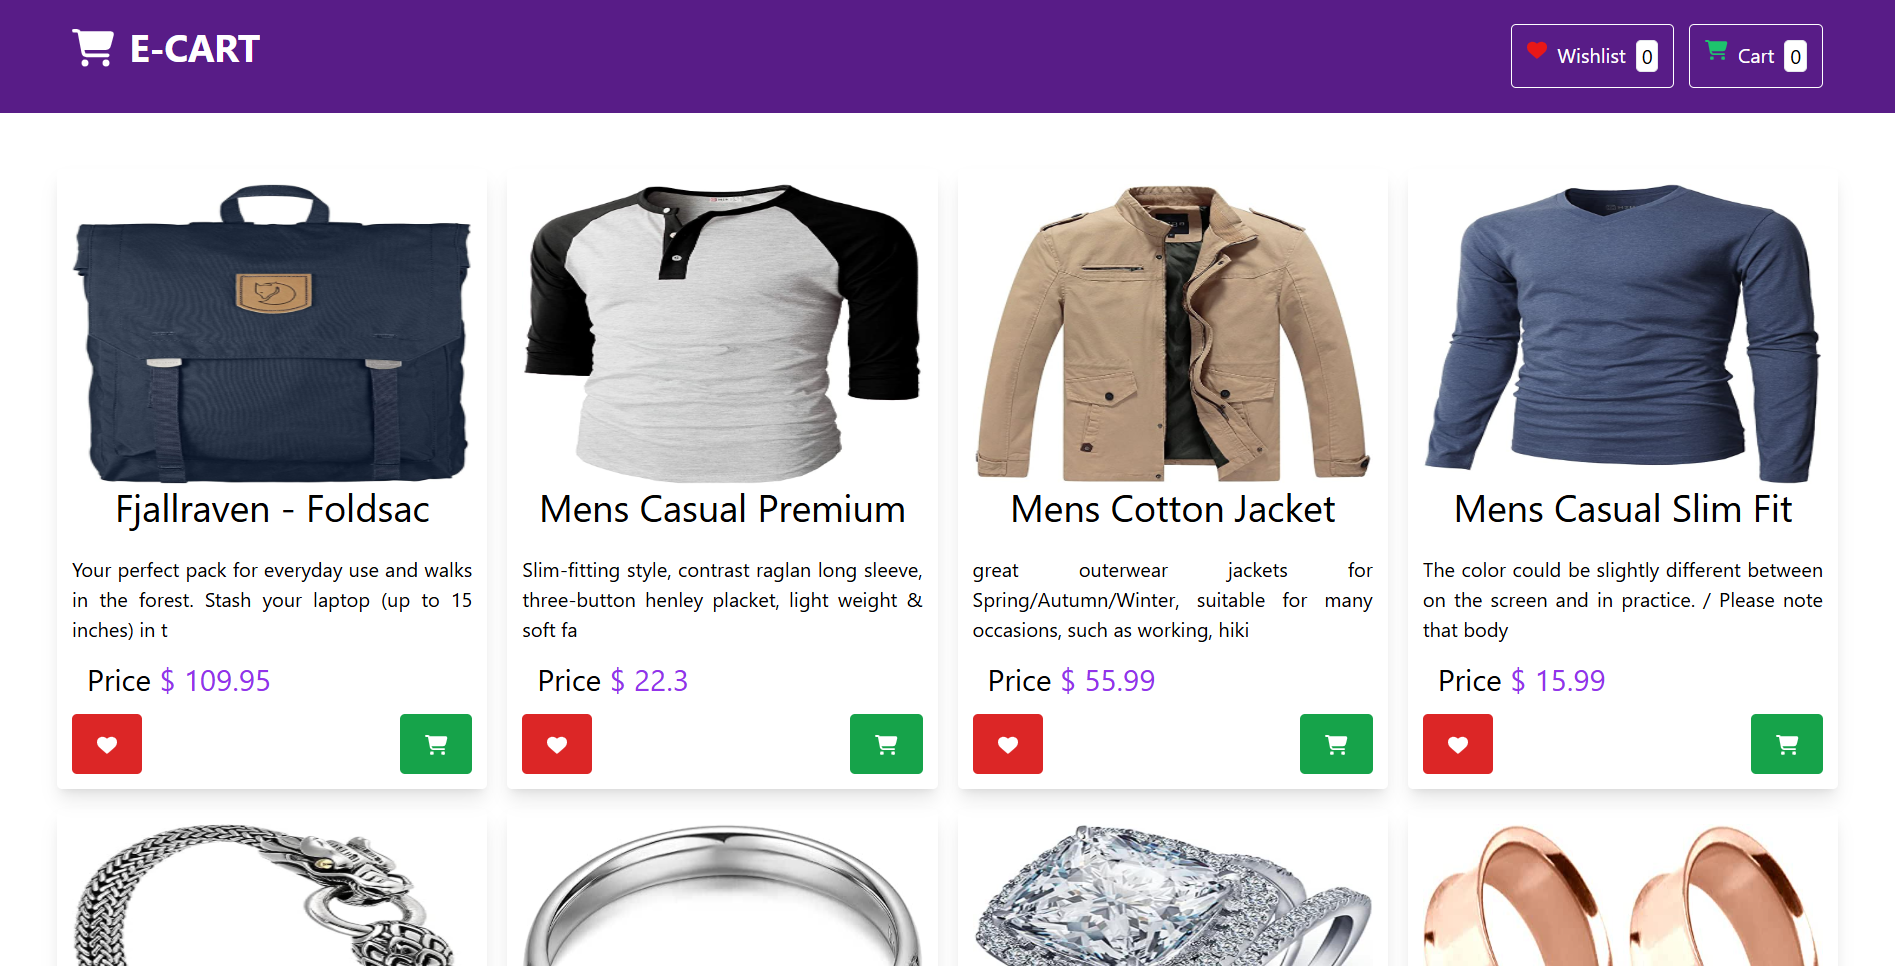 E-CART
Wishlist 0
Cart 0
Fjallraven - Foldsac
Your perfect pack for everyday use and walks
in the forest. Stash your laptop (up to 15
inches) in t
Price $ 109.95
Mens Casual Premium
Slim-fitting style, contrast raglan long sleeve,
three-button henley placket, light weight &
soft fa
Price $ 22.3
Mens Cotton Jacket
great outerwear jackets for
Spring/Autumn/Winter, suitable for many
occasions, such as working, hiki
Price $ 55.99
Mens Casual Slim Fit
The color could be slightly different between
on the screen and in practice. / Please note
that body
Price $ 15.99